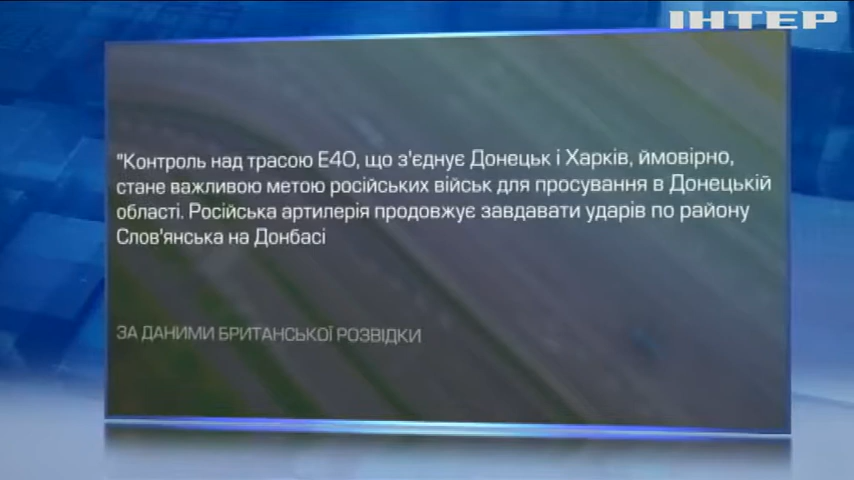 ІНТЕР
"Контроль над трасою Е40, що з'єднує Донецьк і Харків, ймовірно,
стане важливою метою російських військ для просування в Донецькій
області. Російська артилерія продовжує завдавати ударів по району
Слов'янська на Донбасі
ЗА ДАНИМИ БРИТАНСЬКОЇ РОЗВІДКИ